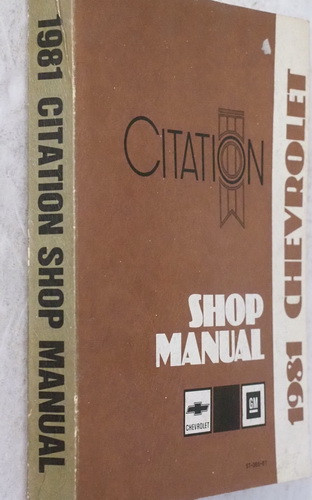 1981 CITATION SHOP MANUAL
CITATION
SHOP
MANUAL
CHEVROLET
GM
1981 CHEVROLET